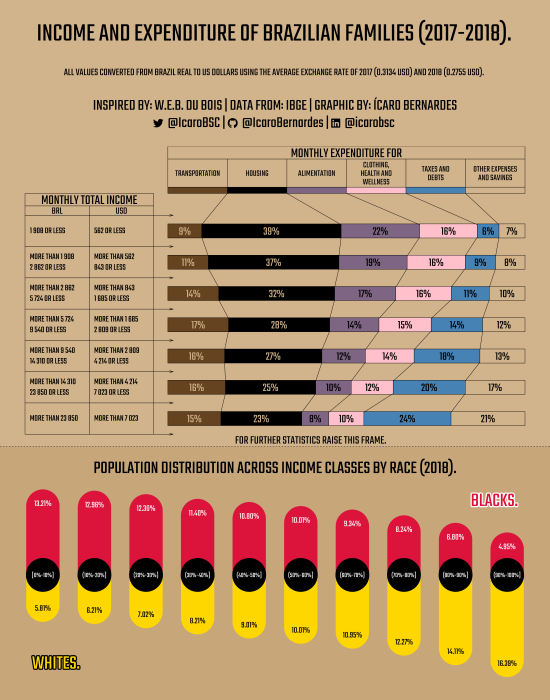 INCOME AND EXPENDITURE OF BRAZILIAN FAMILIES (2017-2018).
ALL VALUES CONVERTED FROM BRAZIL REAL TO US DOLLARS USING THE AVERAGE EXCHANGE RATE OF 2017 (0.3134 USD) AND 2018 (0.2755 USD).
INSPIRED BY: W.E.B. DU BOIS | DATA FROM: IBGE | GRAPHIC BY: ÍCARO BERNARDES
@IcaroBSC | @IcaroBernardes | @icarobsc
MONTHLY EXPENDITURE FOR
TRANSPORTATION HOUSING ALIMENTATION CLOTHING, HEALTH AND WELLNESS TAXES AND DEBTS OTHER EXPENSES AND SAVINGS
MONTHLY TOTAL INCOME
BRL USD
1 908 OR LESS 562 OR LESS 9% 39% 22% 16% 6% 7%
MORE THAN 1 908 2 862 OR LESS MORE THAN 562 843 OR LESS 11% 37% 19% 16% 9% 8%
MORE THAN 2 862 5 724 OR LESS MORE THAN 843 1 685 OR LESS 14% 32% 17% 16% 11% 10%
MORE THAN 5 724 9 540 OR LESS MORE THAN 1 685 2 809 OR LESS 17% 28% 14% 15% 14% 12%
MORE THAN 9 540 14 310 OR LESS MORE THAN 2 809 4 214 OR LESS 16% 27% 12% 14% 18% 13%
MORE THAN 14 310 23 850 OR LESS MORE THAN 4 214 7 023 OR LESS 16% 25% 10% 12% 20% 17%
MORE THAN 23 850 MORE THAN 7 023 15% 23% 8% 10% 24% 21%
FOR FURTHER STATISTICS RAISE THIS FRAME.
POPULATION DISTRIBUTION ACROSS INCOME CLASSES BY RACE (2018).
BLACKS.
13.21% 12.96% 12.30% 11.40% 10.80% 10.01% 9.34% 8.24% 6.80% 4.95%
(0%-10%] (10%-20%] (20%-30%] (30%-40%] (40%-50%] (50%-60%] (60%-70%] (70%-80%] (80%-90%] (90%-100%]
5.81% 6.21% 7.02% 8.21% 9.01% 10.01% 10.95% 12.27% 14.11% 16.39%
WHITES.